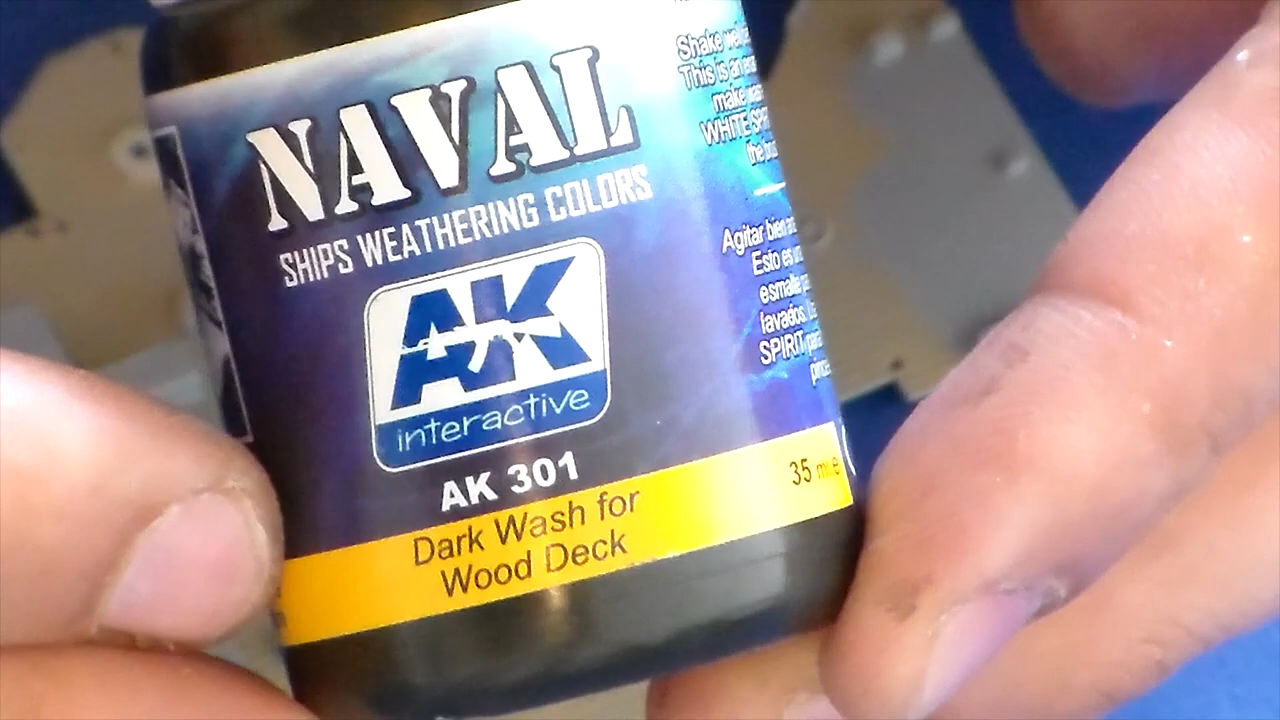 NAVAL
SHIPS WEATHERING COLORS
AK
interactive
AK 301
Dark Wash for
Wood Deck
35 ml e
Shake
This is an
make
WHITE
the
Agitar bien
Esto es
esmalte
lavados.
SPIRIT